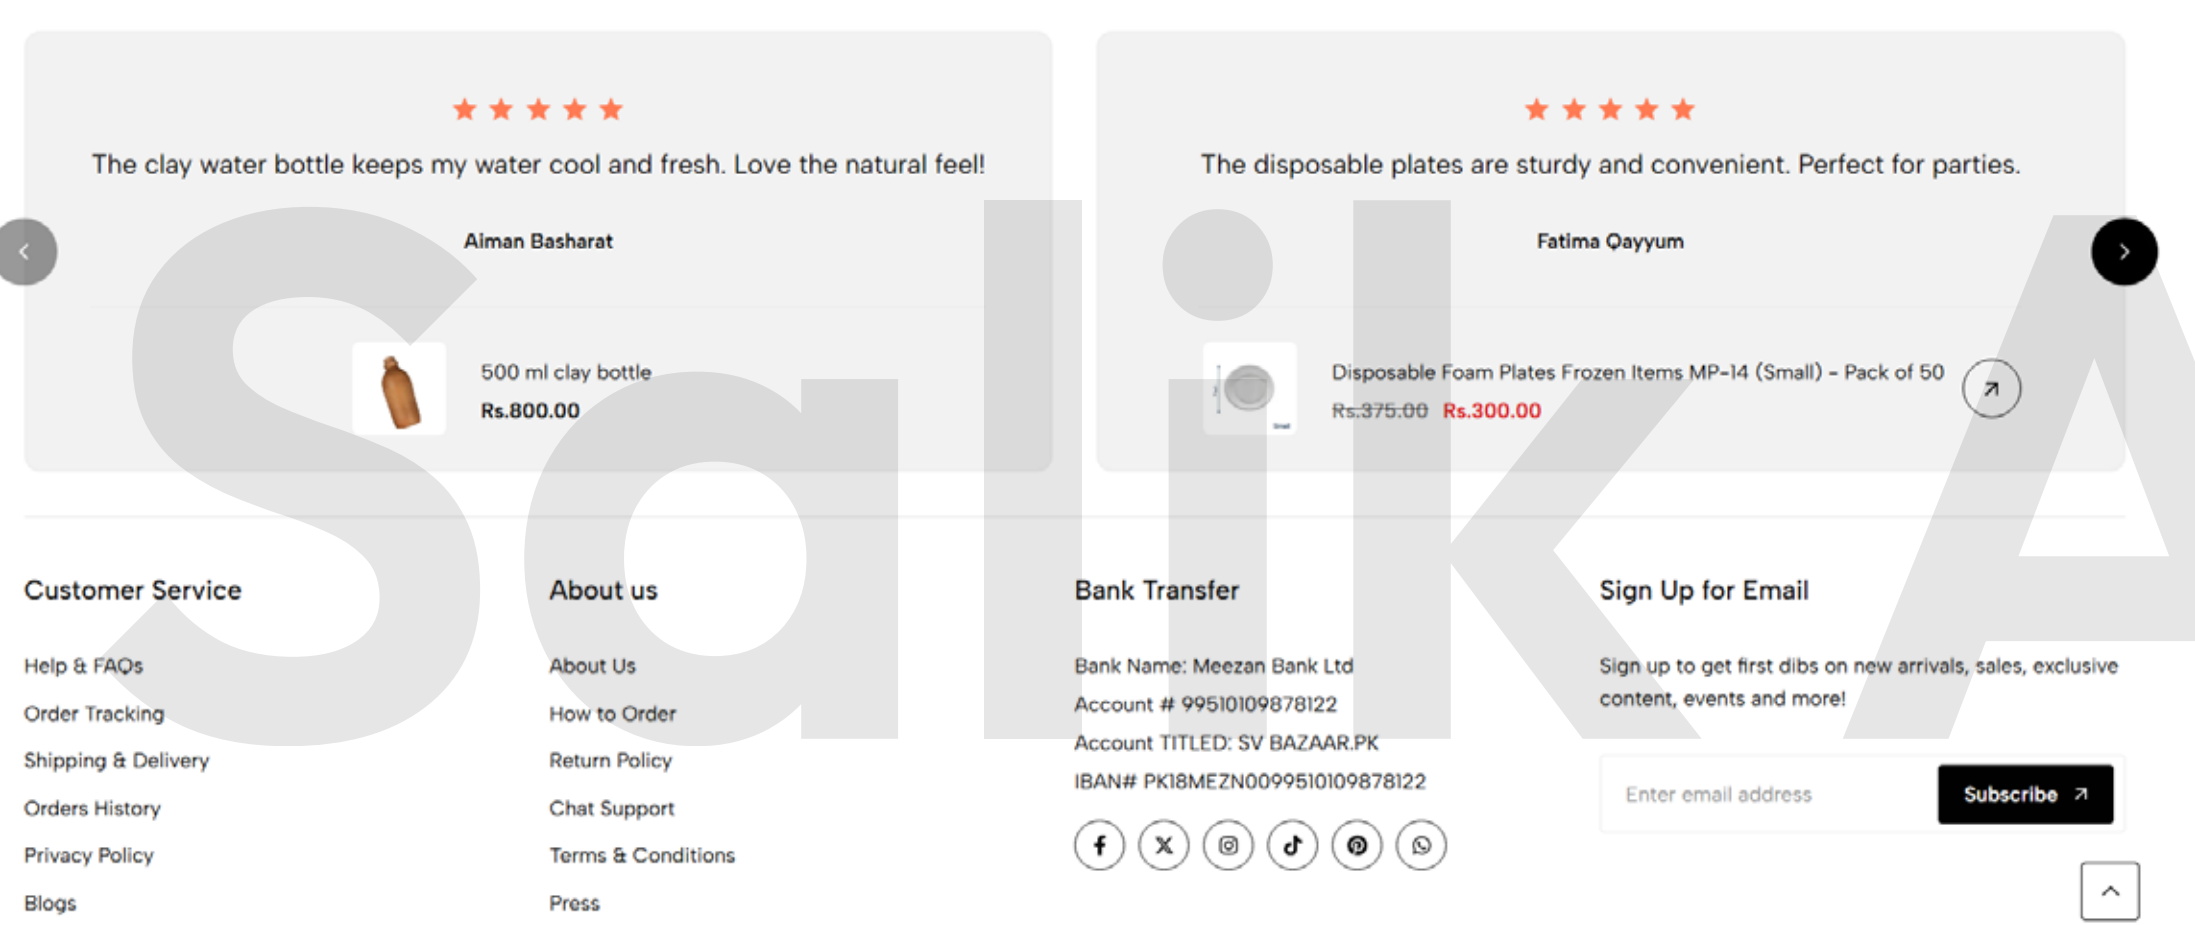 The clay water bottle keeps my water cool and fresh. Love the natural feel!
Aiman Basharat
500 ml clay bottle
Rs.800.00
The disposable plates are sturdy and convenient. Perfect for parties.
Fatima Qayyum
Disposable Foam Plates Frozen Items MP-14 (Small) - Pack of 50
Rs.375.00 Rs.300.00
Small
Salik A
Customer Service
Help & FAQs
Order Tracking
Shipping & Delivery
Orders History
Privacy Policy
Blogs
About us
About Us
How to Order
Return Policy
Chat Support
Terms & Conditions
Press
Bank Transfer
Bank Name: Meezan Bank Ltd
Account # 99510109878122
Account TITLED: SV BAZAAR.PK
IBAN# PK18MEZN0099510109878122
Sign Up for Email
Sign up to get first dibs on new arrivals, sales, exclusive
content, events and more!
Enter email address
Subscribe